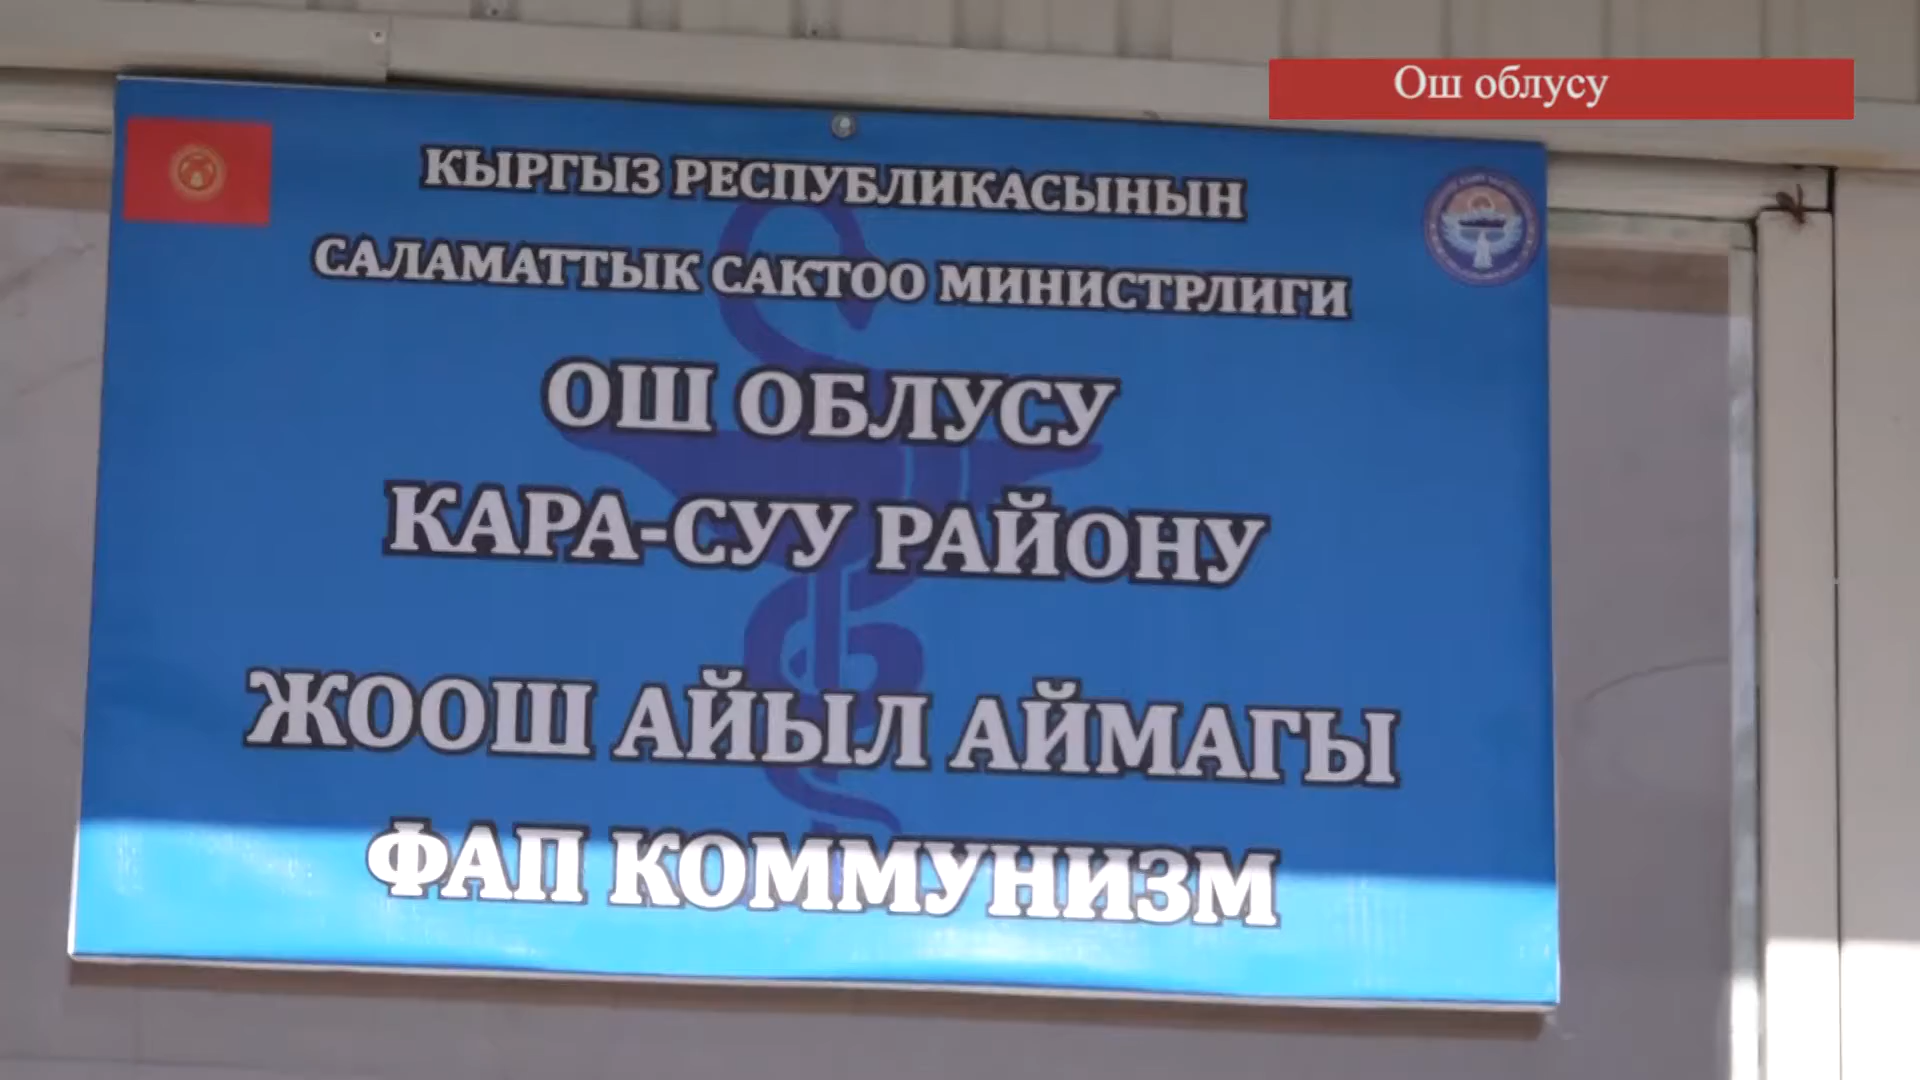 Ош облусу
КЫРГЫЗ РЕСПУБЛИКАСЫНЫН
САЛАМАТТЫК САКТОО МИНИСТРЛИГИ
ОШ ОБЛУСУ
КАРА-СУУ РАЙОНУ
ЖООШ АЙЫЛ АЙМАГЫ
ФАП КОММУНИЗМ